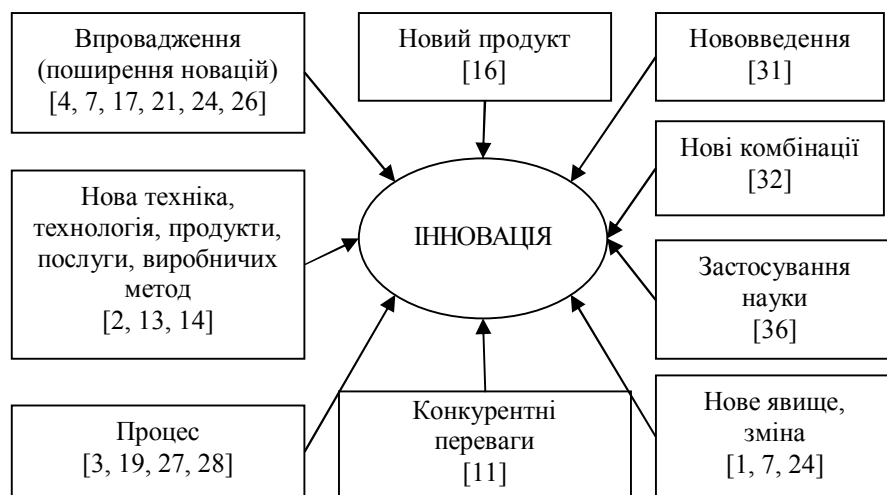 Впровадження
(поширення новацій)
[4, 7, 17, 21, 24, 26]
Новий продукт
[16]
Нововведення
[31]
Нові комбінації
[32]
Нова техніка,
технологія, продукти,
послуги, виробничих
метод
[2, 13, 14]
ІННОВАЦІЯ
Застосування
науки
[36]
Процес
[3, 19, 27, 28]
Конкурентні
переваги
[11]
Нове явище,
зміна
[1, 7, 24]